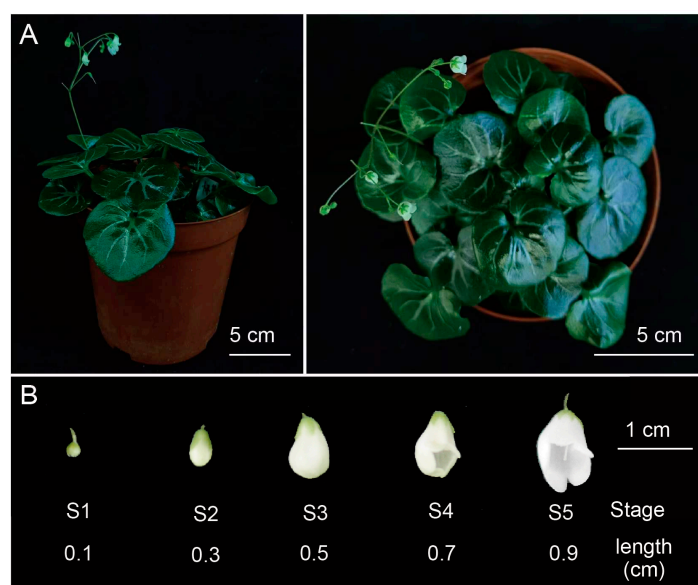 A
5 cm
5 cm
B
1 cm
S1 S2 S3 S4 S5 Stage
0.1 0.3 0.5 0.7 0.9 length
(cm)